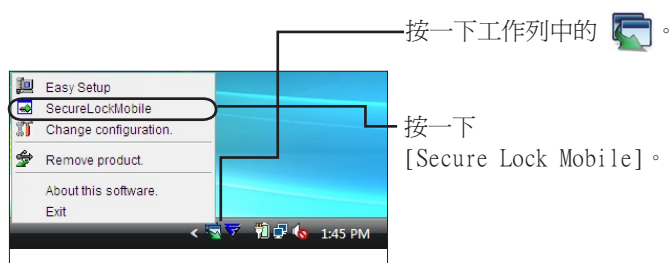 按一下工作列中的 。
Easy Setup
SecureLockMobile
Change configuration.
Remove product.
About this software.
Exit
1:45 PM
按一下
[Secure Lock Mobile]。